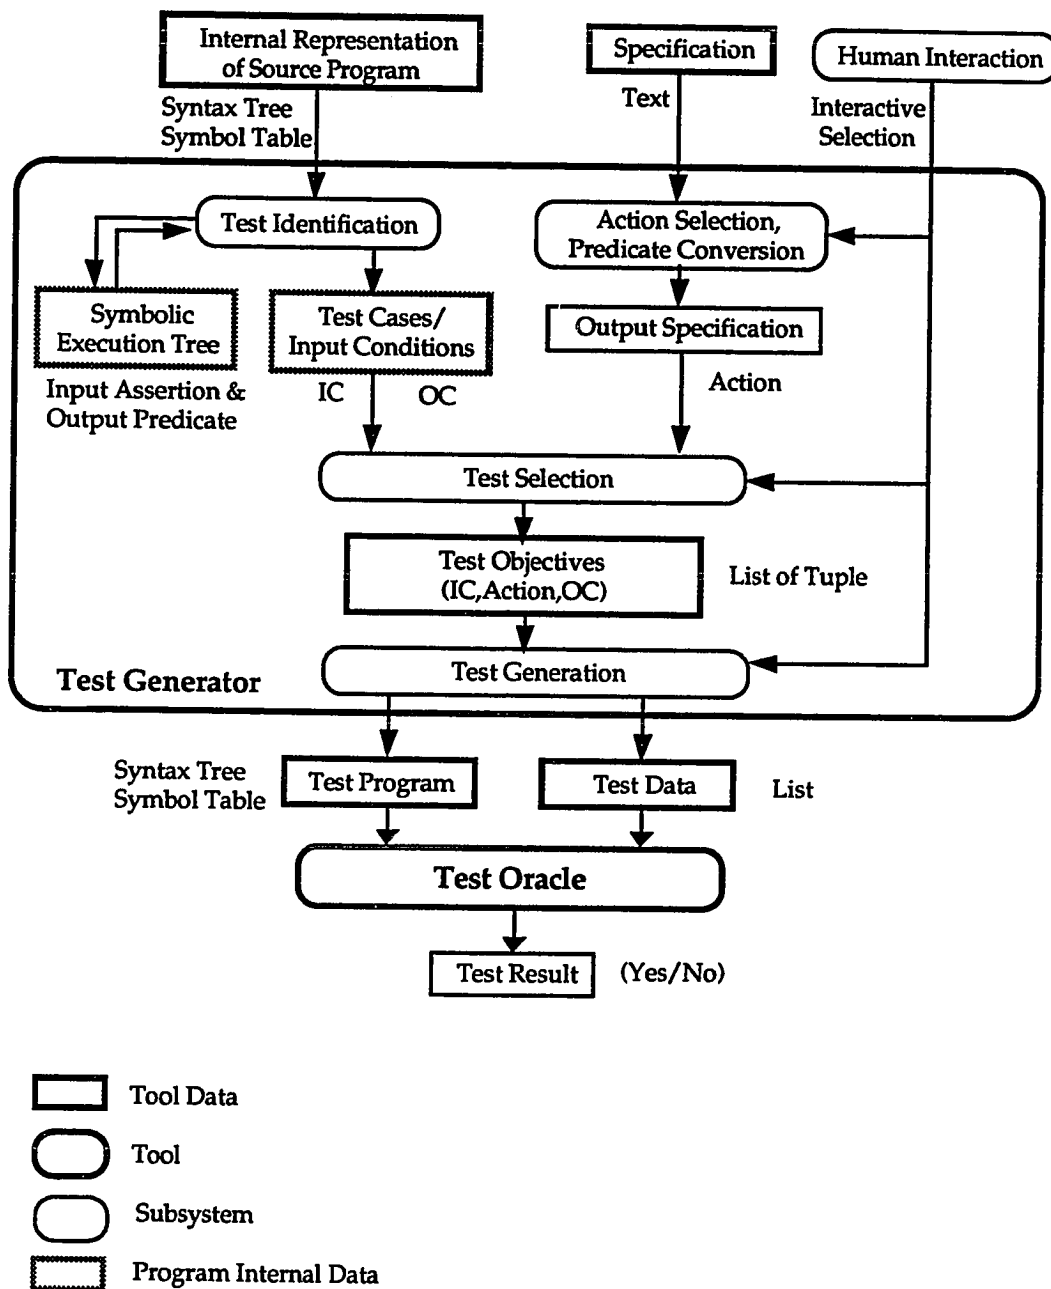 Internal Representation
of Source Program
Specification
Human Interaction
Syntax Tree
Symbol Table
Text
Interactive
Selection
Test Identification
Action Selection,
Predicate Conversion
Symbolic
Execution Tree
Test Cases/
Input Conditions
Output Specification
Input Assertion &
Output Predicate
IC
OC
Action
Test Selection
Test Objectives
(IC,Action,OC)
List of Tuple
Test Generation
Test Generator
Syntax Tree
Symbol Table
Test Program
Test Data
List
Test Oracle
Test Result
(Yes/No)
Tool Data
Tool
Subsystem
Program Internal Data